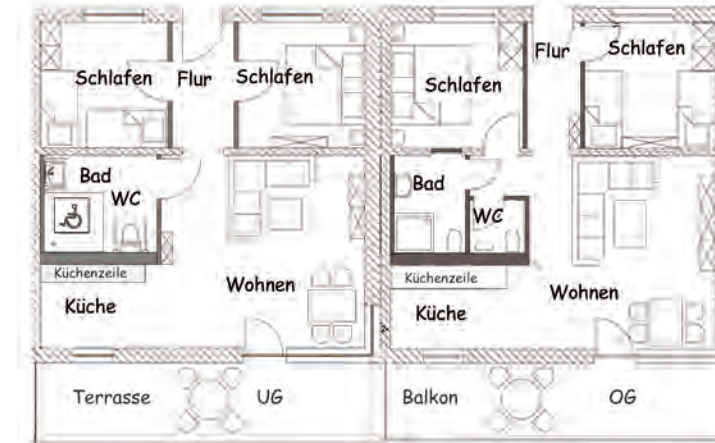 Schlafen Flur Schlafen
Bad
WC
Küchenzeile
Wohnen
Küche
Terrasse UG
Flur Schlafen
Schlafen
Bad
WC
Küchenzeile
Wohnen
Küche
Balkon OG